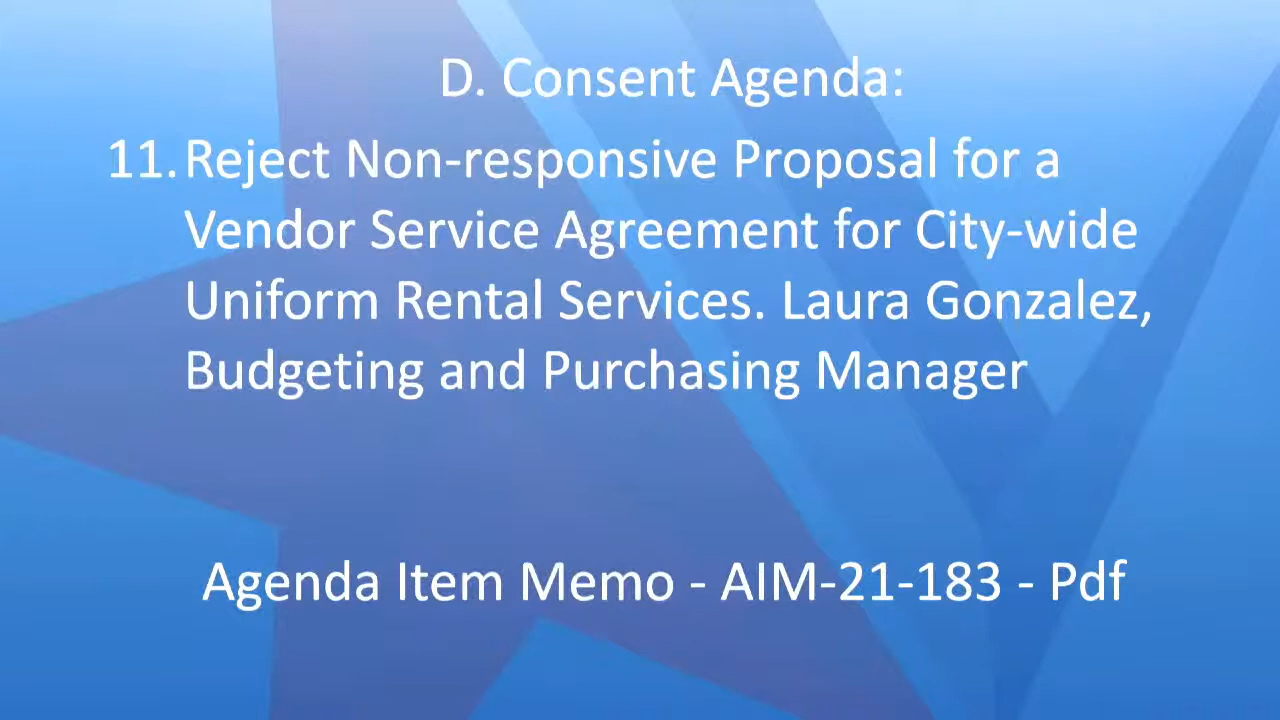 D. Consent Agenda:
11. Reject Non-responsive Proposal for a
Vendor Service Agreement for City-wide
Uniform Rental Services. Laura Gonzalez,
Budgeting and Purchasing Manager
Agenda Item Memo - AIM-21-183 - Pdf